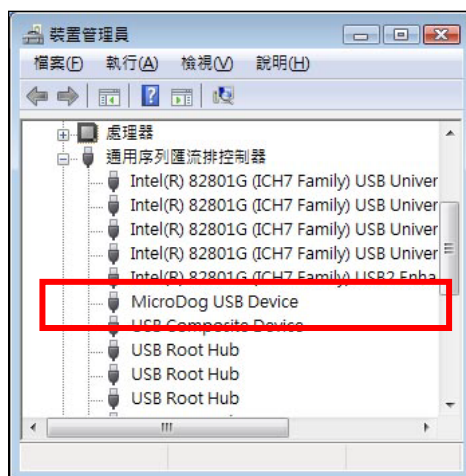 裝置管理員
檔案(F) 執行(A) 檢視(V) 說明(H)
處理器
通用序列匯流排控制器
Intel(R) 82801G (ICH7 Family) USB Univer
Intel(R) 82801G (ICH7 Family) USB Univer
Intel(R) 82801G (ICH7 Family) USB Univer
Intel(R) 82801G (ICH7 Family) USB Univer
Intel(R) 82801G (ICH7 Family) USB2 Enha
MicroDog USB Device
USB Composite Device
USB Root Hub
USB Root Hub
USB Root Hub